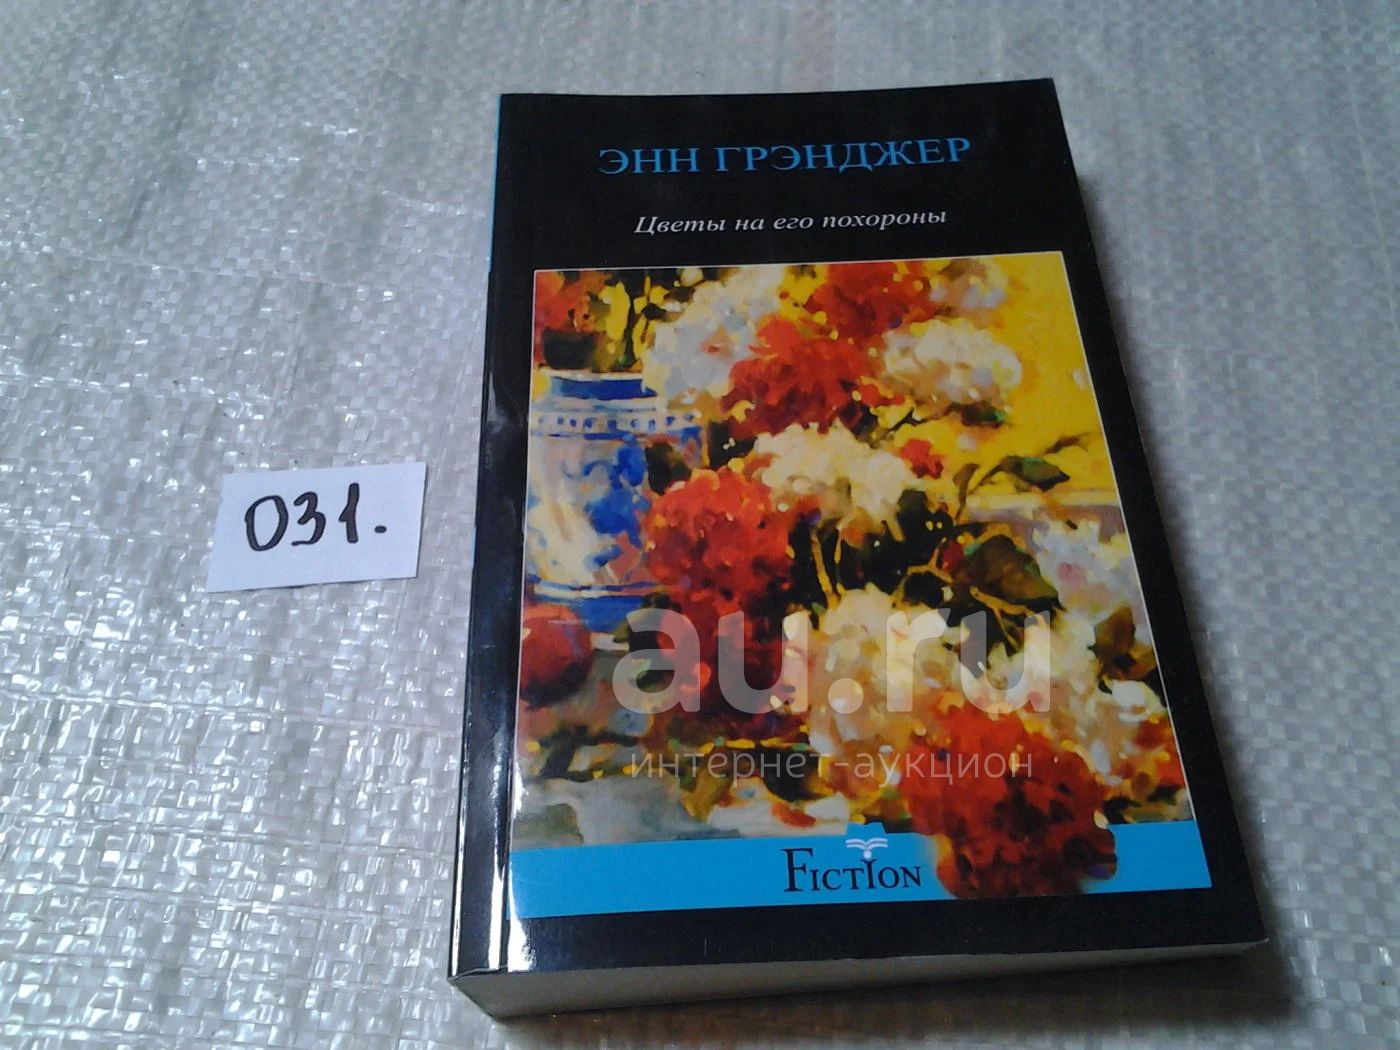 ЭНН ГРЭНДЖЕР
Цветы на его похороны
031.
au.ru
интернет-аукцион
FICTION